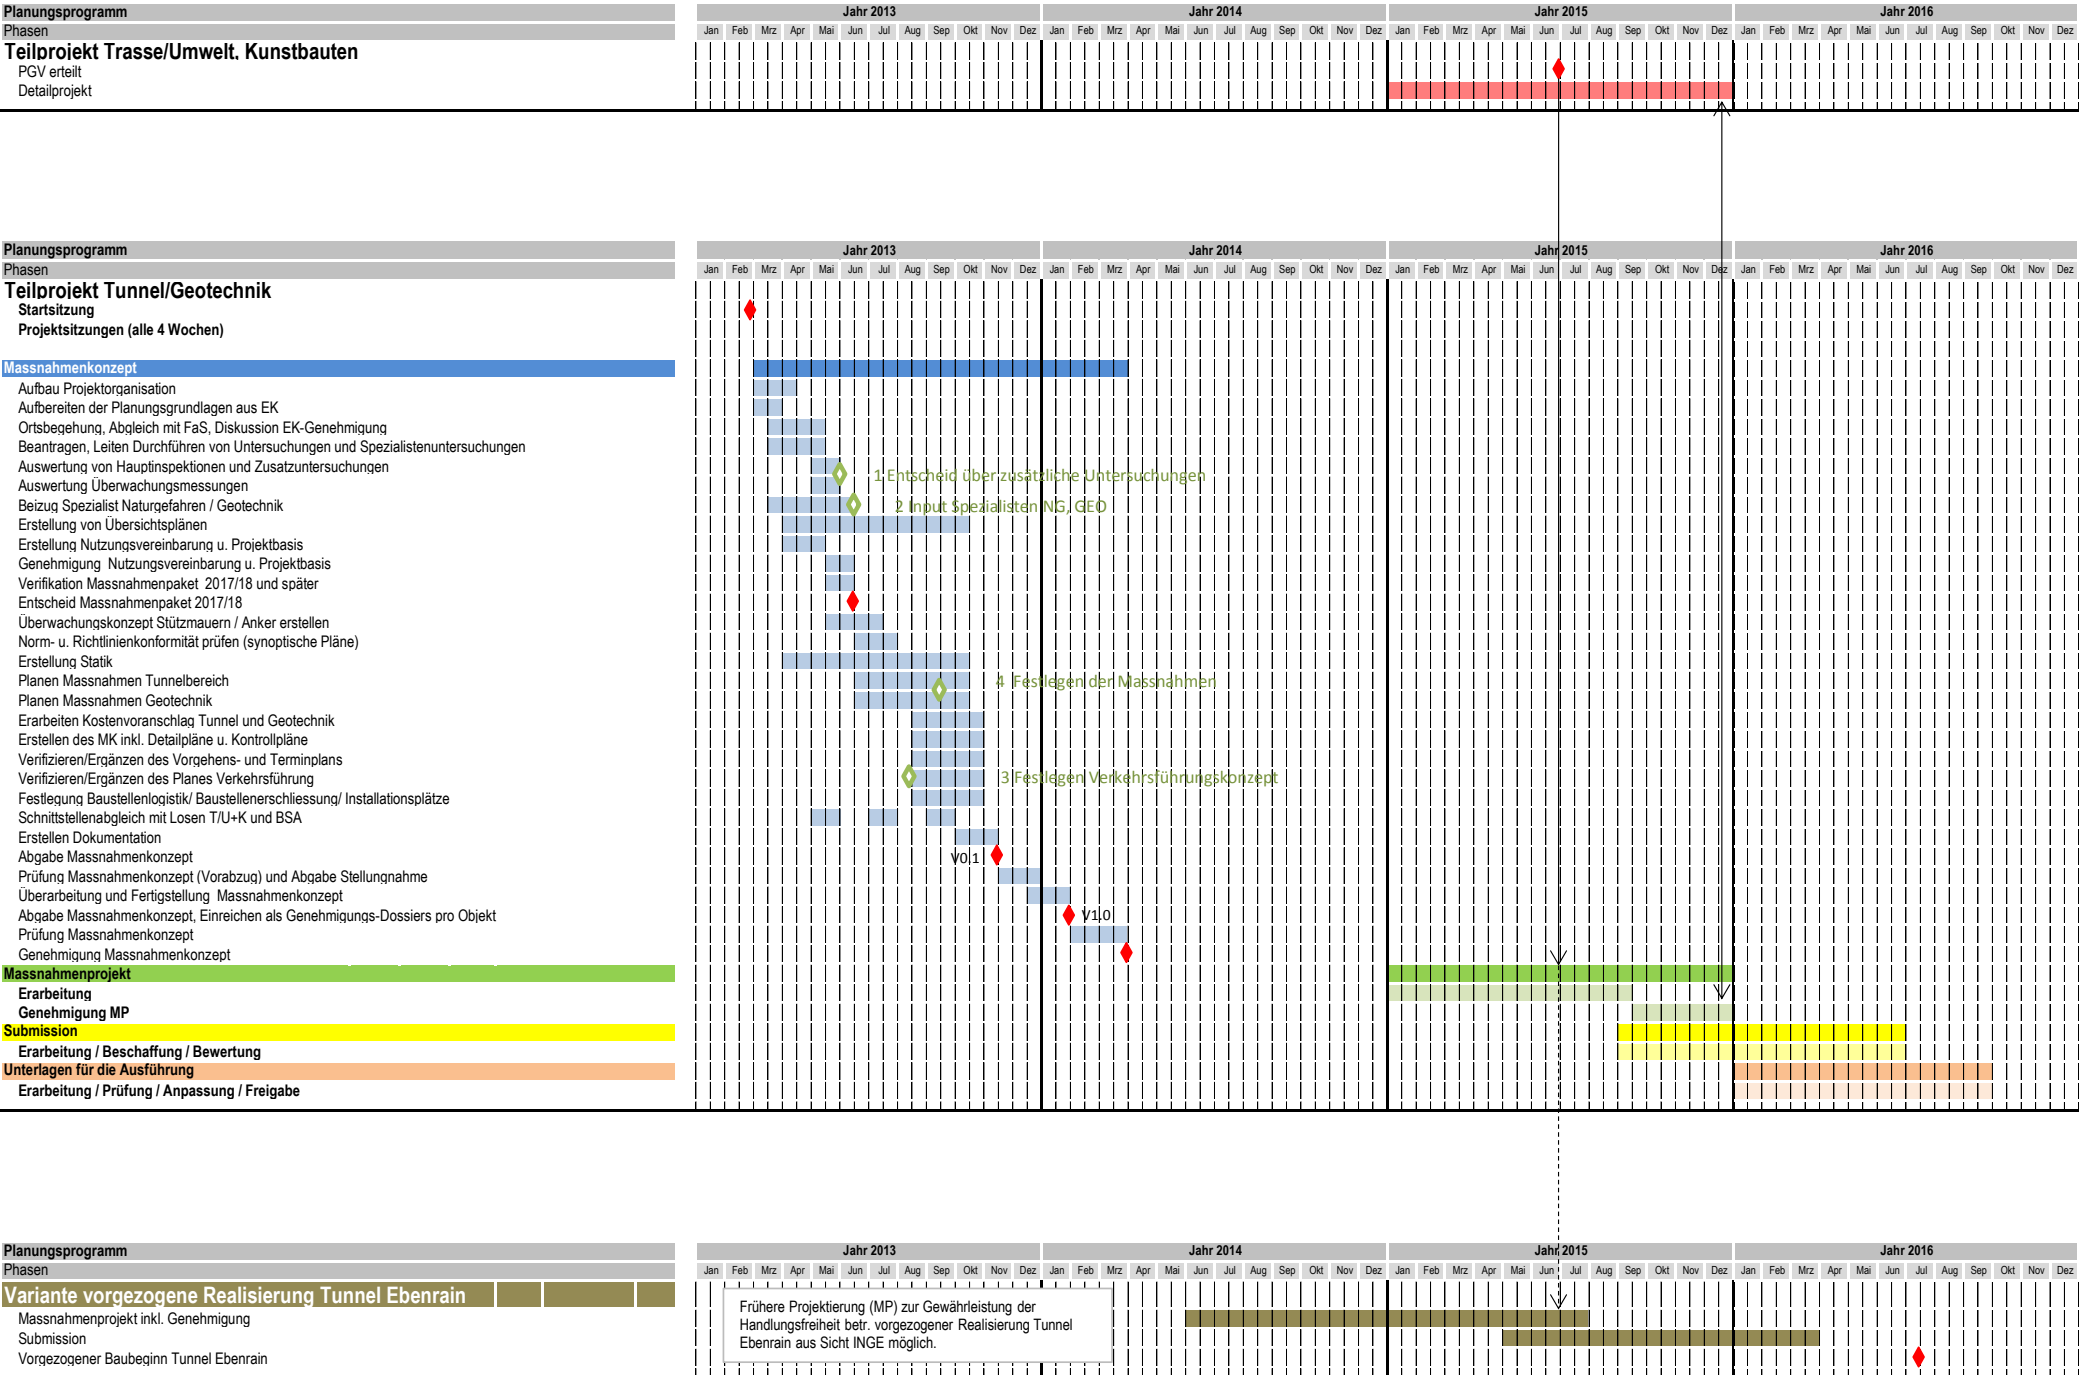 Planungsprogramm Jahr 2013 Jahr 2014 Jahr 2015 Jahr 2016
Phasen Jan Feb Mrz Apr Mai Jun Jul Aug Sep Okt Nov Dez Jan Feb Mrz Apr Mai Jun Jul Aug Sep Okt Nov Dez Jan Feb Mrz Apr Mai Jun Jul Aug Sep Okt Nov Dez Jan Feb Mrz Apr Mai Jun Jul Aug Sep Okt Nov Dez
Teilprojekt Trasse/Umwelt, Kunstbauten
PGV erteilt
Detailprojekt
Planungsprogramm Jahr 2013 Jahr 2014 Jahr 2015 Jahr 2016
Phasen Jan Feb Mrz Apr Mai Jun Jul Aug Sep Okt Nov Dez Jan Feb Mrz Apr Mai Jun Jul Aug Sep Okt Nov Dez Jan Feb Mrz Apr Mai Jun Jul Aug Sep Okt Nov Dez Jan Feb Mrz Apr Mai Jun Jul Aug Sep Okt Nov Dez
Teilprojekt Tunnel/Geotechnik
Startsitzung
Projektsitzungen (alle 4 Wochen)
Massnahmenkonzept
Aufbau Projektorganisation
Aufbereiten der Planungsgrundlagen aus EK
Ortsbegehung, Abgleich mit FaS, Diskussion EK-Genehmigung
Beantragen, Leiten Durchführen von Untersuchungen und Spezialistenuntersuchungen
Auswertung von Hauptinspektionen und Zusatzuntersuchungen
1 Entscheid über zusätzliche Untersuchungen
Auswertung Überwachungsmessungen
Beizug Spezialist Naturgefahren / Geotechnik
2 Input Spezialisten NG, GEO
Erstellung von Übersichtsplänen
Erstellung Nutzungsvereinbarung u. Projektbasis
Genehmigung Nutzungsvereinbarung u. Projektbasis
Verifikation Massnahmenpaket 2017/18 und später
Entscheid Massnahmenpaket 2017/18
Überwachungskonzept Stützmauern / Anker erstellen
Norm- u. Richtlinienkonformität prüfen (synoptische Pläne)
Erstellung Statik
Planen Massnahmen Tunnelbereich
4 Festlegen der Massnahmen
Planen Massnahmen Geotechnik
Erarbeiten Kostenvoranschlag Tunnel und Geotechnik
Erstellen des MK inkl. Detailpläne u. Kontrollpläne
Verifizieren/Ergänzen des Vorgehens- und Terminplans
Verifizieren/Ergänzen des Planes Verkehrsführung
3 Festlegen Verkehrsführungskonzept
Festlegung Baustellenlogistik/ Baustellenerschliessung/ Installationsplätze
Schnittstellenabgleich mit Losen T/U+K und BSA
Erstellen Dokumentation
Abgabe Massnahmenkonzept V0.1
Prüfung Massnahmenkonzept (Vorabzug) und Abgabe Stellungnahme
Überarbeitung und Fertigstellung Massnahmenkonzept
Abgabe Massnahmenkonzept, Einreichen als Genehmigungs-Dossiers pro Objekt V1.0
Prüfung Massnahmenkonzept
Genehmigung Massnahmenkonzept
Massnahmenprojekt
Erarbeitung
Genehmigung MP
Submission
Erarbeitung / Beschaffung / Bewertung
Unterlagen für die Ausführung
Erarbeitung / Prüfung / Anpassung / Freigabe
Planungsprogramm Jahr 2013 Jahr 2014 Jahr 2015 Jahr 2016
Phasen Jan Feb Mrz Apr Mai Jun Jul Aug Sep Okt Nov Dez Jan Feb Mrz Apr Mai Jun Jul Aug Sep Okt Nov Dez Jan Feb Mrz Apr Mai Jun Jul Aug Sep Okt Nov Dez Jan Feb Mrz Apr Mai Jun Jul Aug Sep Okt Nov Dez
Variante vorgezogene Realisierung Tunnel Ebenrain
Massnahmenprojekt inkl. Genehmigung
Submission
Vorgezogener Baubeginn Tunnel Ebenrain
Frühere Projektierung (MP) zur Gewährleistung der
Handlungsfreiheit betr. vorgezogener Realisierung Tunnel
Ebenrain aus Sicht INGE möglich.